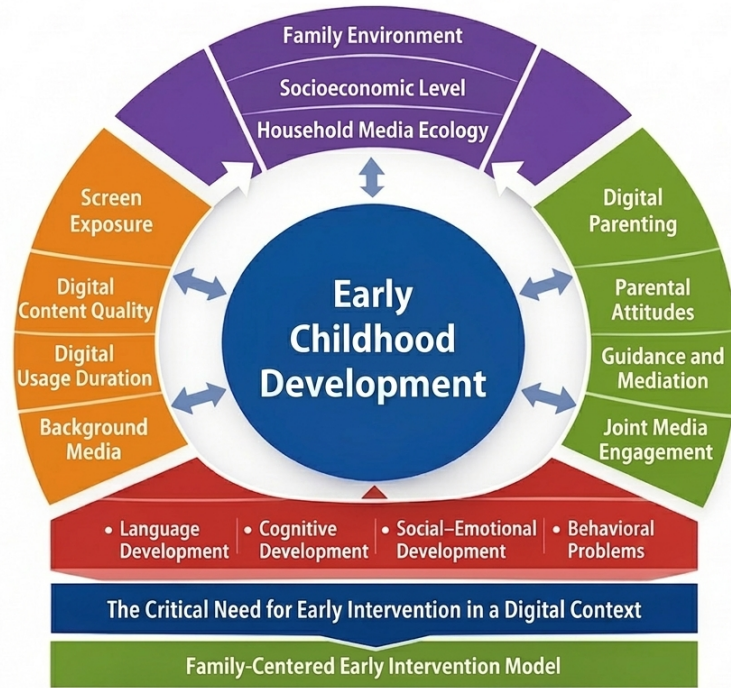 Family Environment
Socioeconomic Level
Household Media Ecology
Screen
Exposure
Digital
Content Quality
Digital
Usage Duration
Background
Media
Early
Childhood
Development
Digital
Parenting
Parental
Attitudes
Guidance and
Mediation
Joint Media
Engagement
• Language
Development
• Cognitive
Development
• Social–Emotional
Development
• Behavioral
Problems
The Critical Need for Early Intervention in a Digital Context
Family-Centered Early Intervention Model